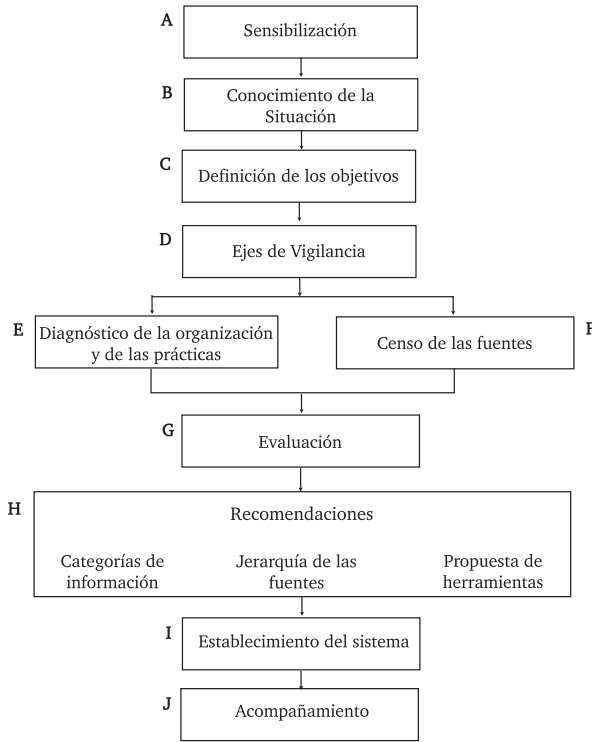 A
Sensibilización
B
Conocimiento de la
Situación
C
Definición de los objetivos
D
Ejes de Vigilancia
E
Diagnóstico de la organización
y de las prácticas
Censo de las fuentes
F
G
Evaluación
H
Recomendaciones
Categorías de
información
Jerarquía de las
fuentes
Propuesta de
herramientas
I
Establecimiento del sistema
J
Acompañamiento